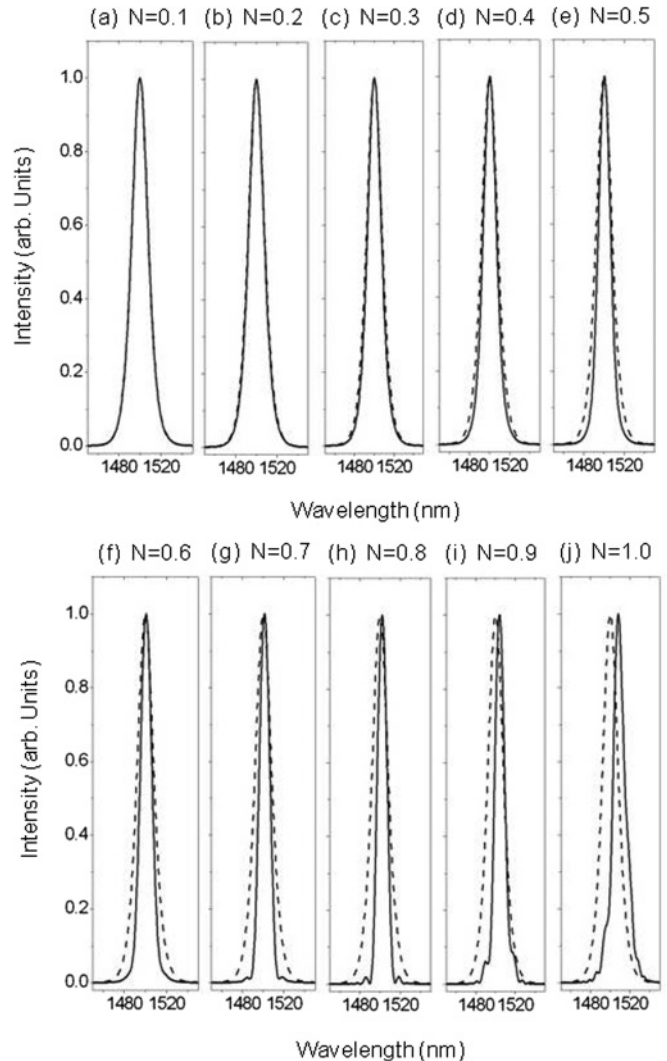 (a) N=0.1 (b) N=0.2 (c) N=0.3 (d) N=0.4 (e) N=0.5
1.0
0.8
0.6
0.4
0.2
0.0
Intensity (arb. Units)
1480 1520 1480 1520 1480 1520 1480 1520 1480 1520
Wavelength (nm)
(f) N=0.6 (g) N=0.7 (h) N=0.8 (i) N=0.9 (j) N=1.0
1.0
0.8
0.6
0.4
0.2
0.0
Intensity (arb. Units)
1480 1520 1480 1520 1480 1520 1480 1520 1480 1520
Wavelength (nm)